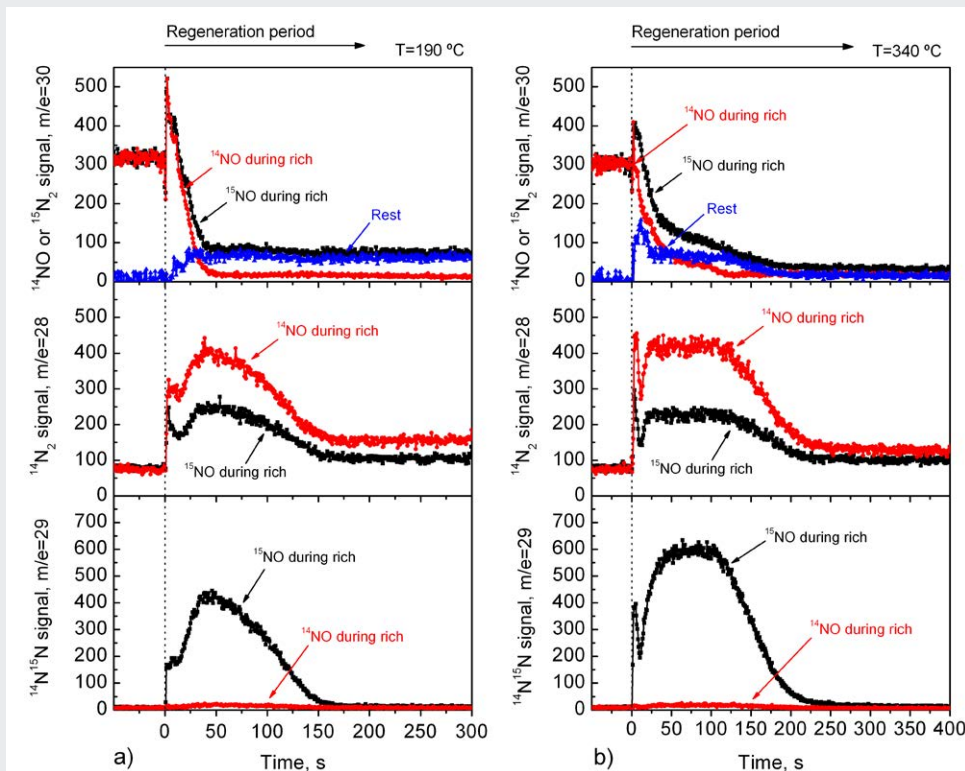 Regeneration period
T=190 ºC
¹⁴NO or ¹⁵N₂ signal, m/e=30
500
400
300
200
100
0
¹⁴NO during rich
¹⁵NO during rich
Rest
¹⁴N₂ signal, m/e=28
500
400
300
200
100
0
¹⁴NO during rich
¹⁵NO during rich
¹⁴N¹⁵N signal, m/e=29
700
600
500
400
300
200
100
0
¹⁵NO during rich
¹⁴NO during rich
0 50 100 150 200 250 300
a) Time, s
Regeneration period
T=340 ºC
¹⁴NO or ¹⁵N₂ signal, m/e=30
500
400
300
200
100
0
¹⁴NO during rich
¹⁵NO during rich
Rest
¹⁴N₂ signal, m/e=28
500
400
300
200
100
0
¹⁴NO during rich
¹⁵NO during rich
¹⁴N¹⁵N signal, m/e=29
700
600
500
400
300
200
100
0
¹⁵NO during rich
¹⁴NO during rich
0 50 100 150 200 250 300 350 400
b) Time, s